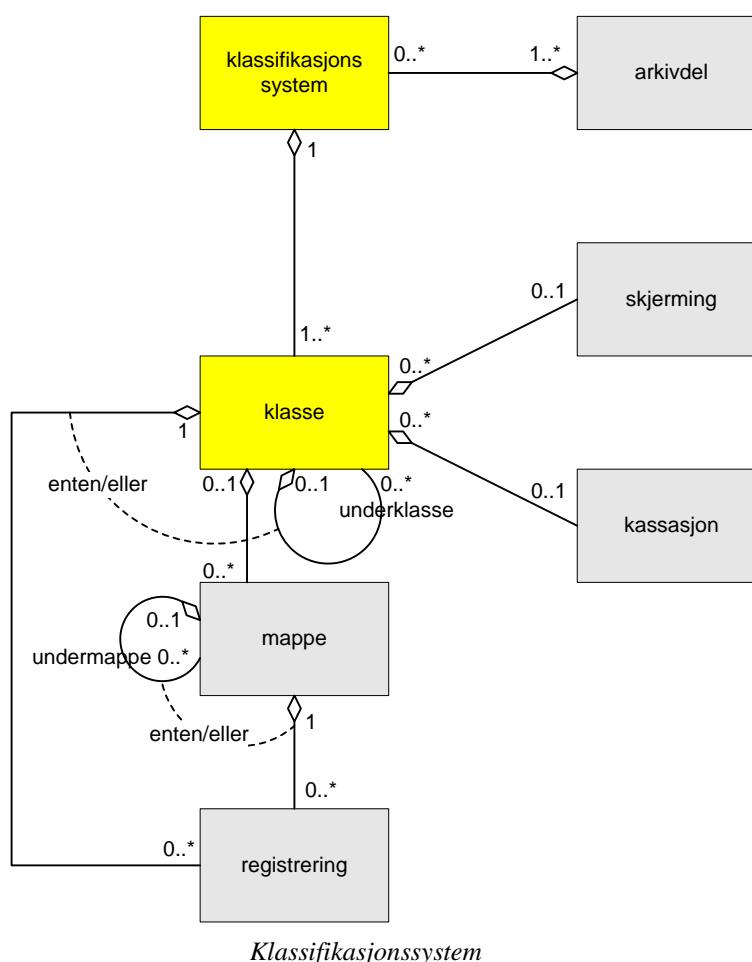 klassifikasjons
system
0..*
1..*
arkivdel
1
0..1
skjerming
1..*
0..*
klasse
1
0..*
enten/eller
0..1
0..1
0..*
underklasse
0..1
kassasjon
0..*
0..1
mappe
undermappe 0..*
enten/eller
1
0..*
0..*
registrering
Klassifikasjonssystem